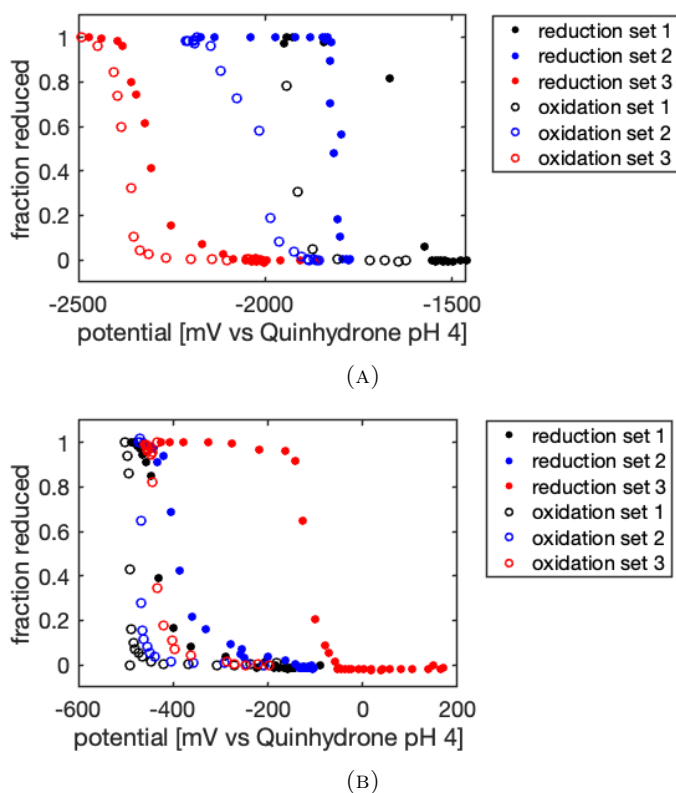 1
0.8
0.6
0.4
0.2
0
fraction reduced
-2500 -2000 -1500
potential [mV vs Quinhydrone pH 4]
reduction set 1
reduction set 2
reduction set 3
oxidation set 1
oxidation set 2
oxidation set 3
(A)
1
0.8
0.6
0.4
0.2
0
fraction reduced
-600 -400 -200 0 200
potential [mV vs Quinhydrone pH 4]
reduction set 1
reduction set 2
reduction set 3
oxidation set 1
oxidation set 2
oxidation set 3
(B)